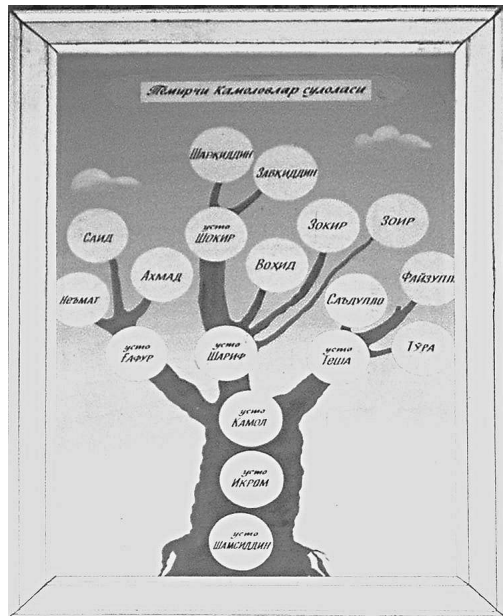 Темирчи Камоловлар сулоласи
Шарқиддин
Завқиддин
усто
Шокир
Зокир
Зоир
Саид
Воҳид
Аҳмад
Неъмат
Саъдулло
Файзулло
усто
Ғафур
усто
Шариф
усто
Теша
Тўра
усто
Камол
усто
Икром
усто
Шамсиддин